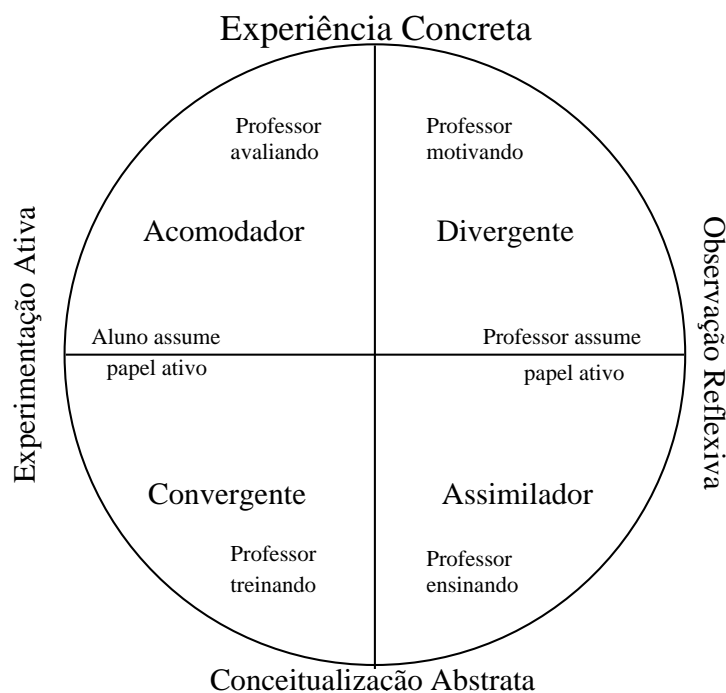 Experiência Concreta
Professor
avaliando
Professor
motivando
Acomodador
Divergente
Experimentação Ativa
Observação Reflexiva
Aluno assume
papel ativo
Professor assume
papel ativo
Convergente
Assimilador
Professor
treinando
Professor
ensinando
Conceitualização Abstrata